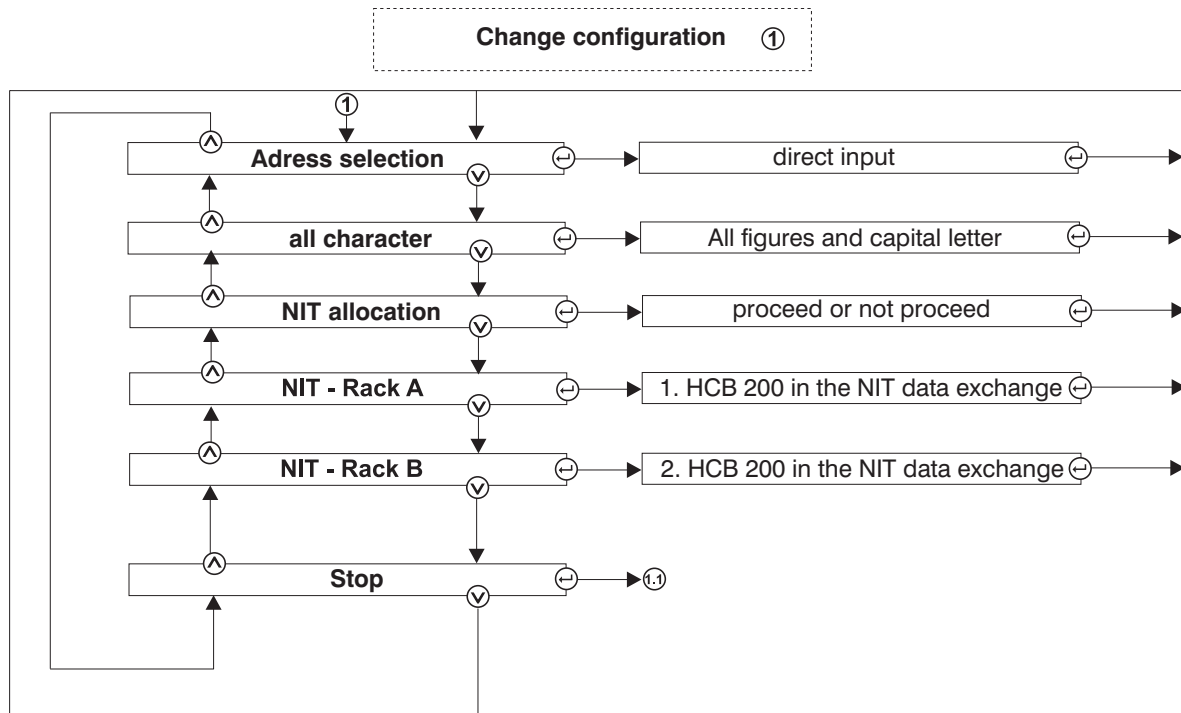 Change configuration ①
①
Adress selection
direct input
all character
All figures and capital letter
NIT allocation
proceed or not proceed
NIT - Rack A
1. HCB 200 in the NIT data exchange
NIT - Rack B
2. HCB 200 in the NIT data exchange
Stop
1.1